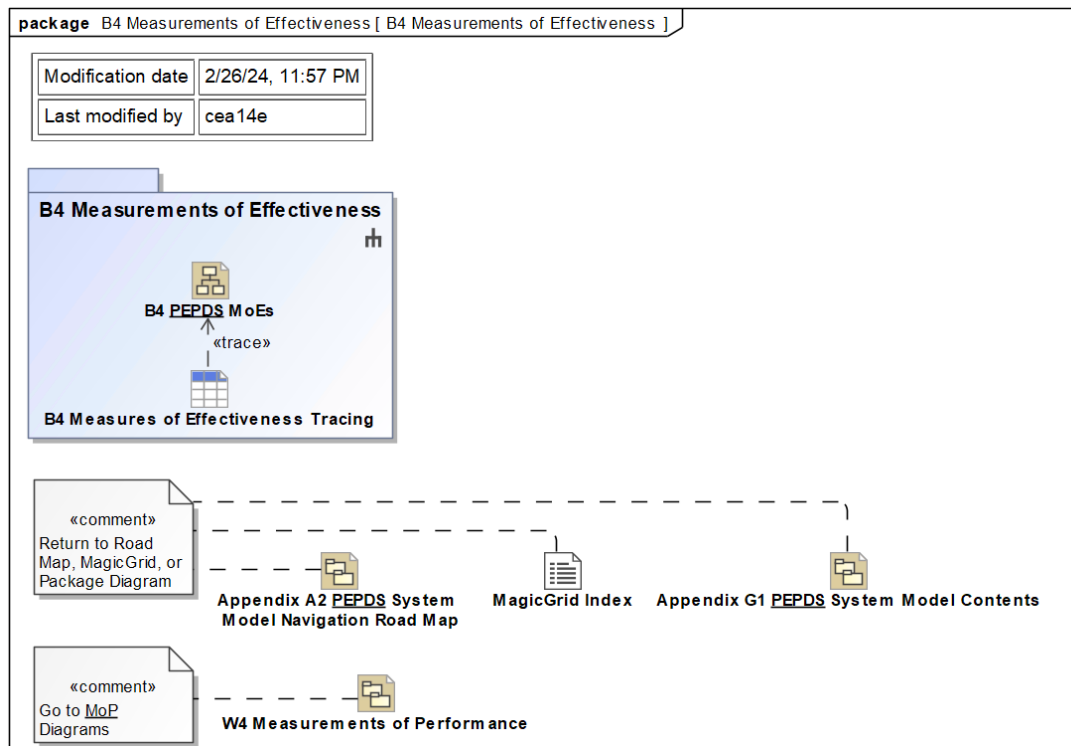 package B4 Measurements of Effectiveness [ B4 Measurements of Effectiveness ]
Modification date 2/26/24, 11:57 PM
Last modified by cea14e
B4 Measurements of Effectiveness
B4 PEPDS MoEs
«trace»
B4 Measures of Effectiveness Tracing
«comment»
Return to Road
Map, MagicGrid, or
Package Diagram
Appendix A2 PEPDS System
Model Navigation Road Map
MagicGrid Index
Appendix G1 PEPDS System Model Contents
«comment»
Go to MoP
Diagrams
W4 Measurements of Performance